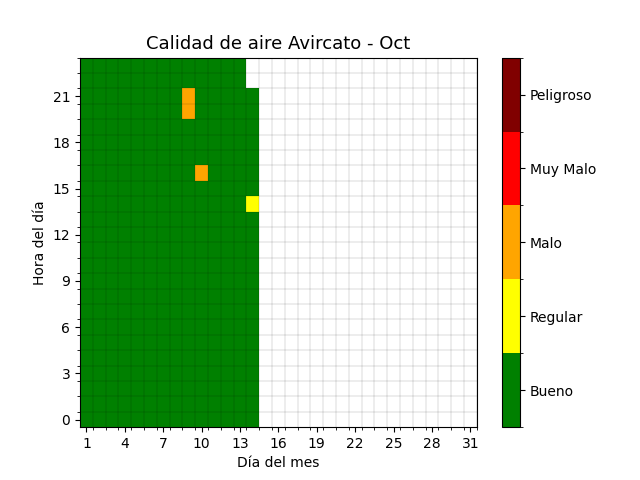 Calidad de aire Avircato - Oct
Peligroso
Muy Malo
Malo
Regular
Bueno
Hora del día
21
18
15
12
9
6
3
0
1 4 7 10 13 16 19 22 25 28 31
Día del mes